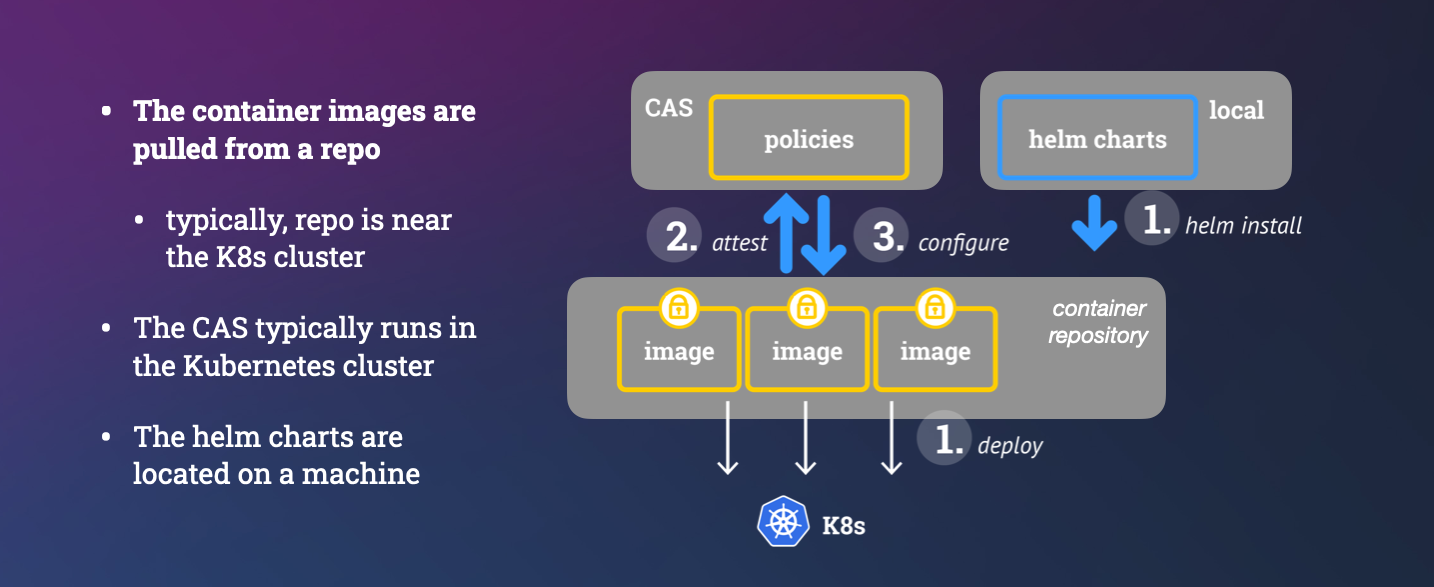 • The container images are
pulled from a repo
• typically, repo is near
the K8s cluster
• The CAS typically runs in
the Kubernetes cluster
• The helm charts are
located on a machine
CAS
policies
helm charts
local
2. attest
3. configure
1. helm install
container
repository
image
image
image
1. deploy
K8s